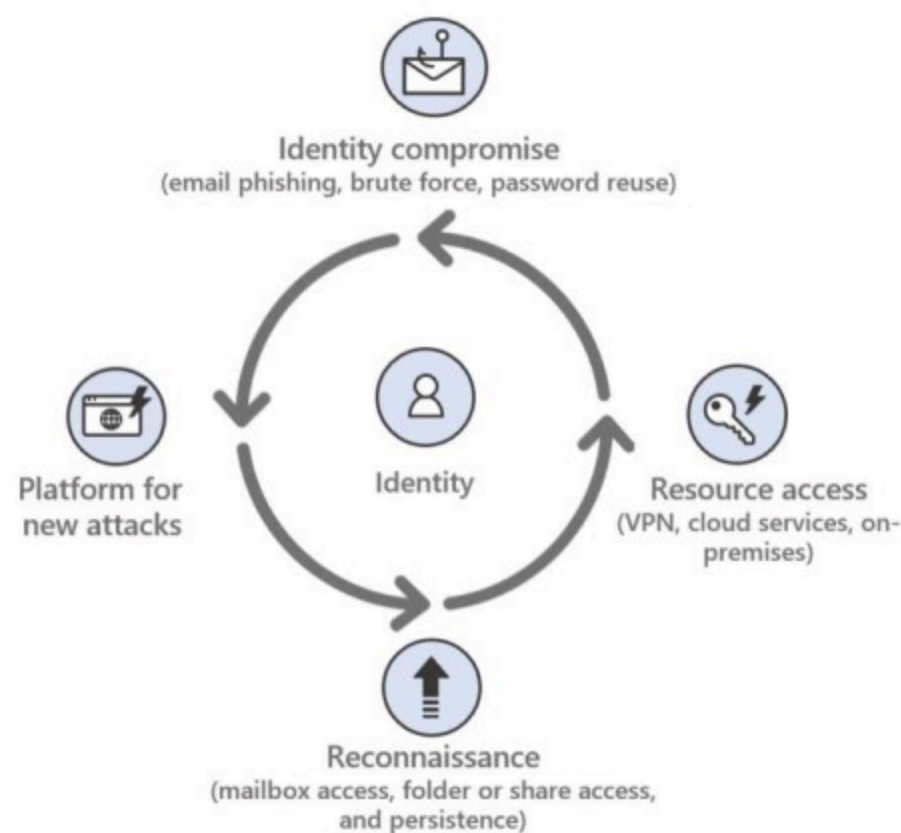 Identity compromise
(email phishing, brute force, password reuse)
Platform for
new attacks
Identity
Resource access
(VPN, cloud services, on-
premises)
Reconnaissance
(mailbox access, folder or share access,
and persistence)